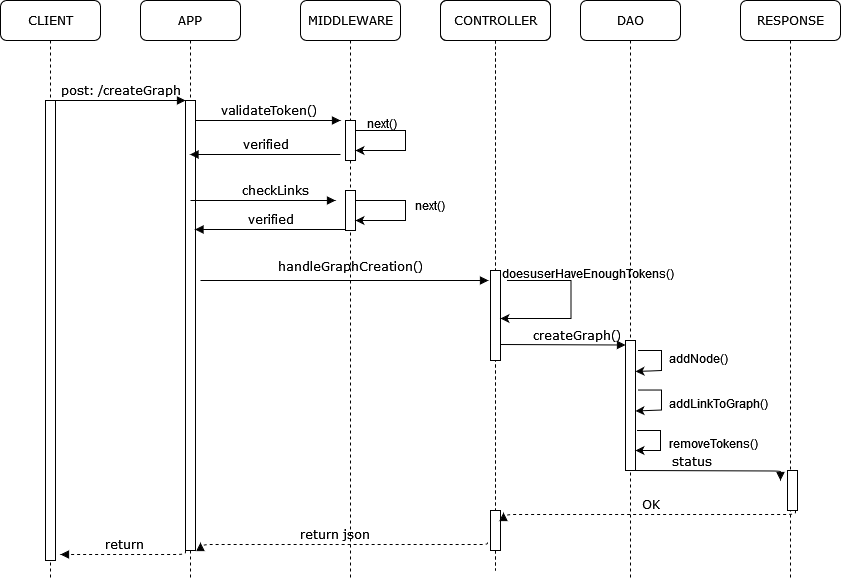 CLIENT
APP
MIDDLEWARE
CONTROLLER
DAO
RESPONSE
post: /createGraph
validateToken()
next()
verified
checkLinks
next()
verified
handleGraphCreation()
doesuserHaveEnoughTokens()
createGraph()
addNode()
addLinkToGraph()
removeTokens()
status
OK
return json
return